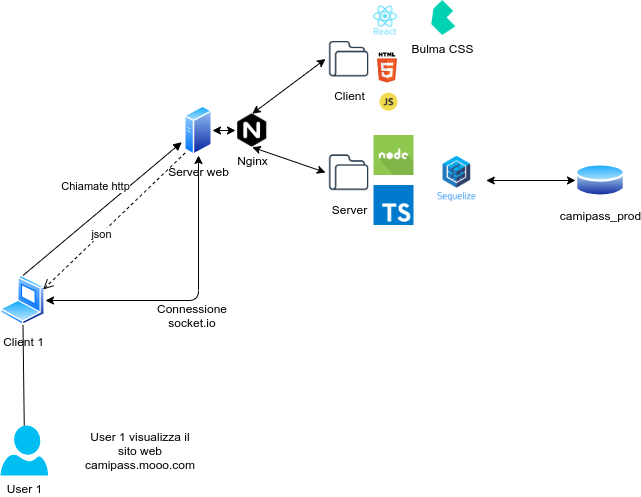 React
Bulma CSS
HTML
5
Client
JS
Server web
N
Nginx
node
Chiamate http
Server
TS
Sequelize
camipass_prod
json
Connessione
socket.io
Client 1
User 1 visualizza il
sito web
camipass.mooo.com
User 1